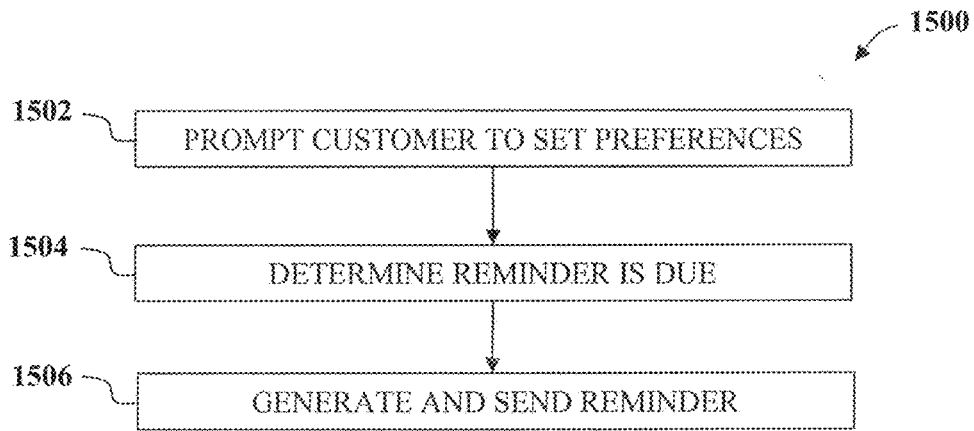 1500
1502
PROMPT CUSTOMER TO SET PREFERENCES
1504
DETERMINE REMINDER IS DUE
1506
GENERATE AND SEND REMINDER